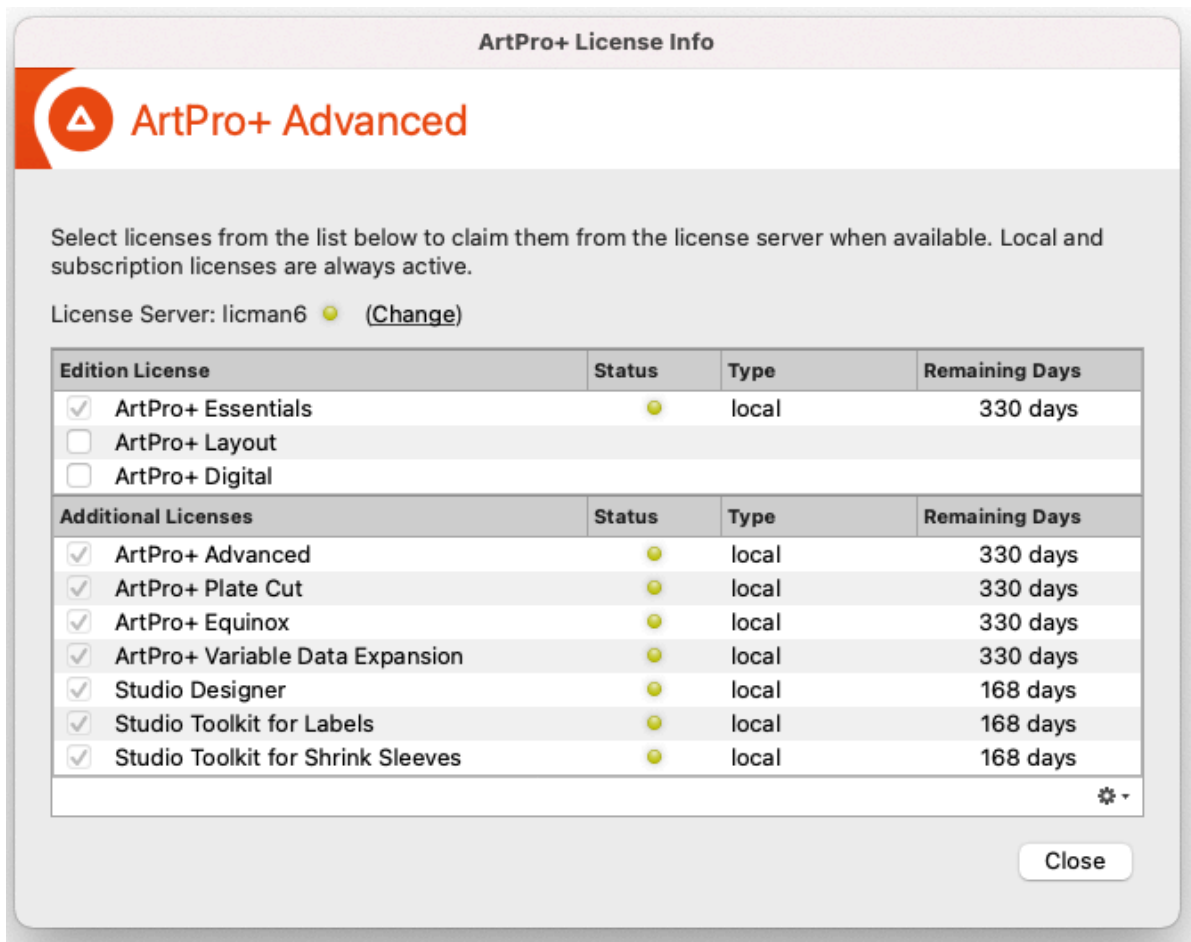 ArtPro+ License Info
ArtPro+ Advanced
Select licenses from the list below to claim them from the license server when available. Local and
subscription licenses are always active.
License Server: licman6 (Change)
Edition License Status Type Remaining Days
ArtPro+ Essentials local 330 days
ArtPro+ Layout
ArtPro+ Digital
Additional Licenses Status Type Remaining Days
ArtPro+ Advanced local 330 days
ArtPro+ Plate Cut local 330 days
ArtPro+ Equinox local 330 days
ArtPro+ Variable Data Expansion local 330 days
Studio Designer local 168 days
Studio Toolkit for Labels local 168 days
Studio Toolkit for Shrink Sleeves local 168 days
Close